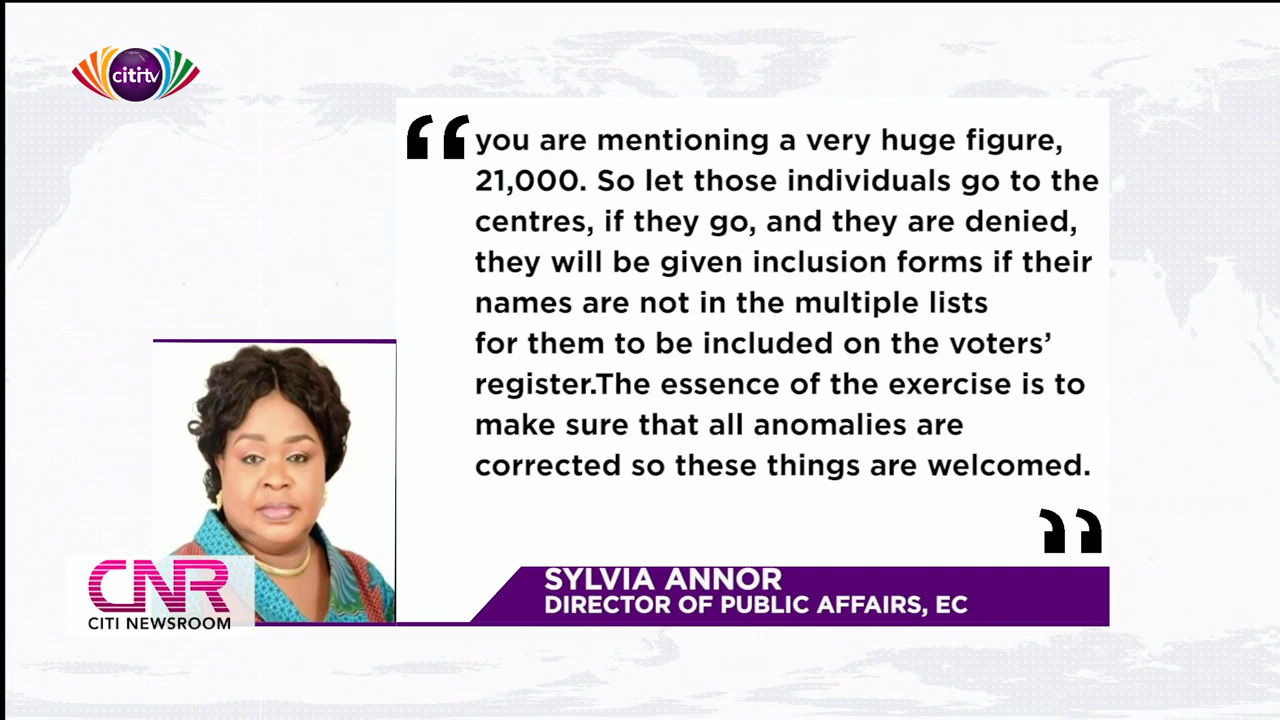 cititv
you are mentioning a very huge figure,
21,000. So let those individuals go to the
centres, if they go, and they are denied,
they will be given inclusion forms if their
names are not in the multiple lists
for them to be included on the voters’
register.The essence of the exercise is to
make sure that all anomalies are
corrected so these things are welcomed.
SYLVIA ANNOR
DIRECTOR OF PUBLIC AFFAIRS, EC
CNR
CITI NEWSROOM